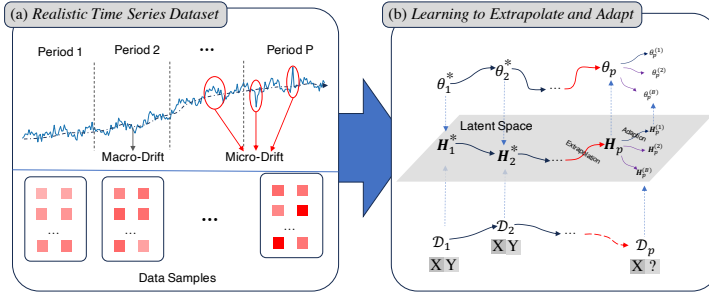 (a) Realistic Time Series Dataset
Period 1
Period 2
...
Period P
Macro-Drift
Micro-Drift
...
...
...
...
Data Samples
(b) Learning to Extrapolate and Adapt
θ₁*
θ₂*
...
θₚ
θₚ⁽¹⁾
θₚ⁽²⁾
θₚ⁽ᴮ⁾
Latent Space
H₁*
H₂*
...
Extrapolation
Hₚ
Adaption
Hₚ⁽¹⁾
Hₚ⁽²⁾
Hₚ⁽ᴮ⁾
𝒟₁
X Y
𝒟₂
X Y
...
𝒟ₚ
X ?